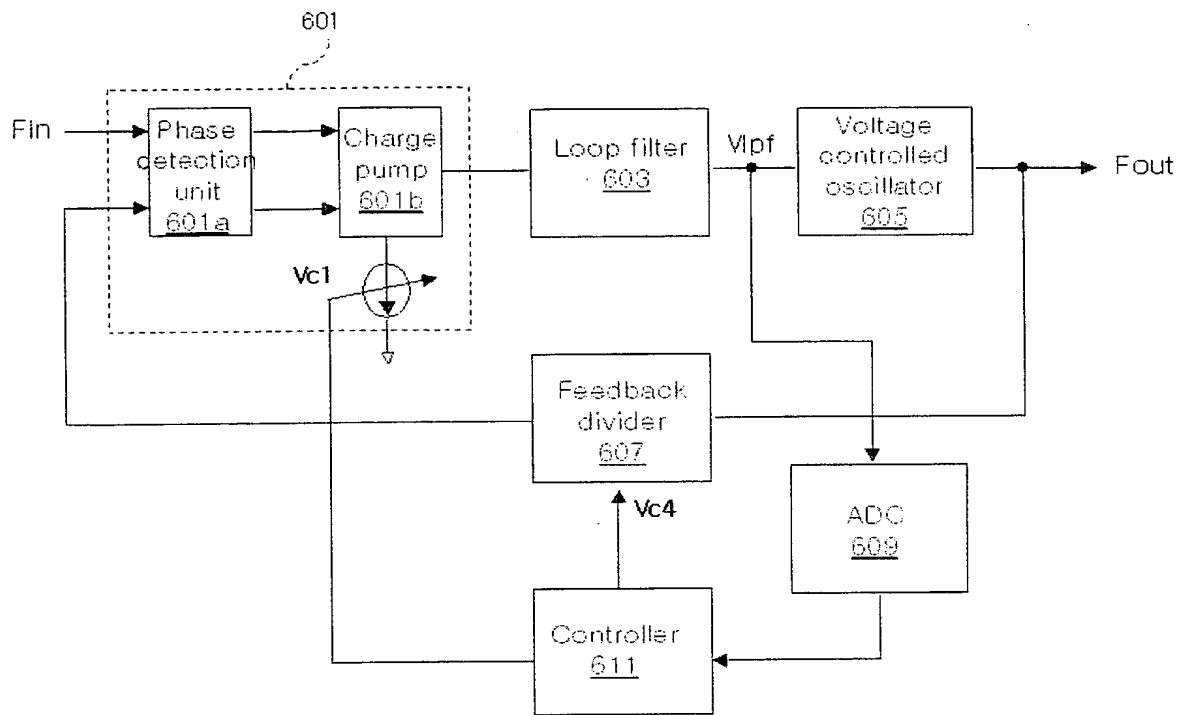 601
Fin
Phase
detection
unit
601a
Charge
pump
601b
Loop filter
603
Vlpf
Voltage
controlled
oscillator
605
Fout
Vc1
Feedback
divider
607
Vc4
ADC
609
Controller
611